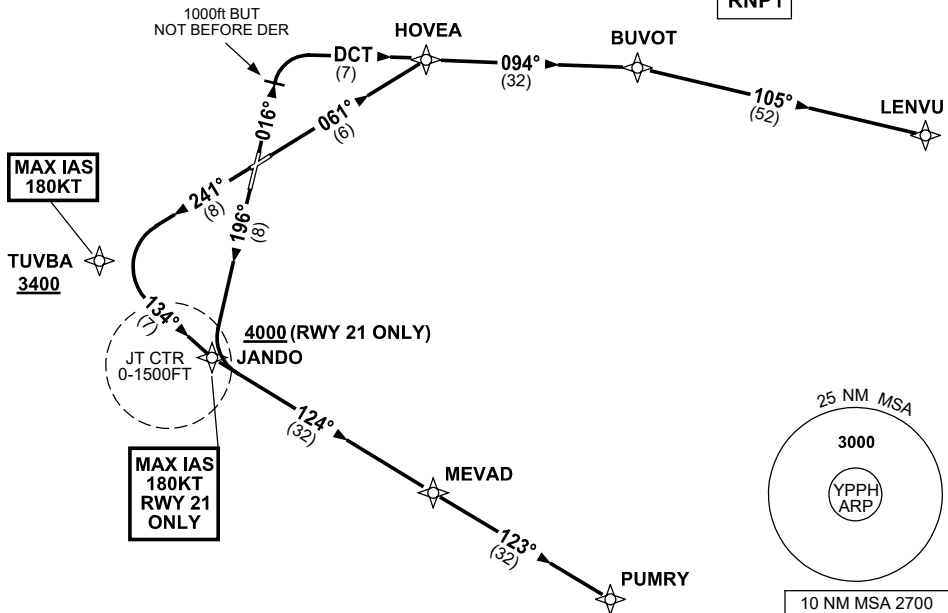 RNP1
1000ft BUT
NOT BEFORE DER
HOVEA
BUVOT
DCT
(7)
094°
(32)
105°
(52)
LENVU
016°
061°
(6)
MAX IAS
180KT
241°
(8)
196°
(8)
TUVBA
3400
134°
(7)
4000 (RWY 21 ONLY)
JT CTR
0-1500FT
JANDO
124°
(32)
25 NM MSA
3000
MAX IAS
180KT
RWY 21
ONLY
MEVAD
YPPH
ARP
123°
(32)
PUMRY
10 NM MSA 2700